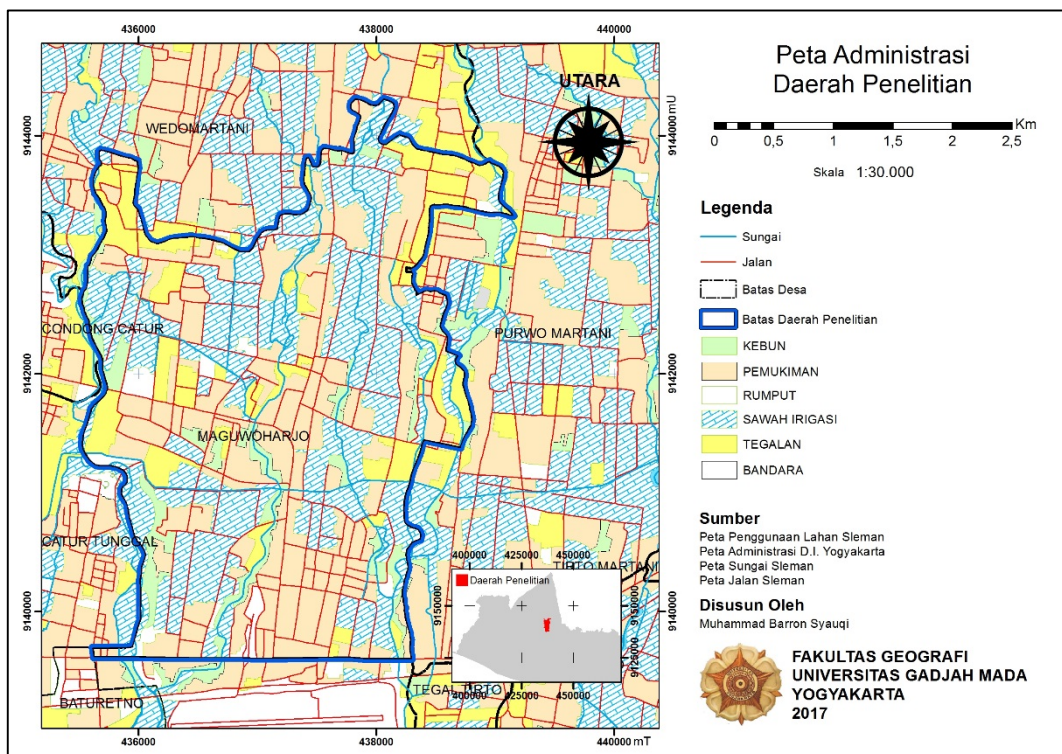 436000
438000
440000
9144000
9142000
9140000
9144000 mU
9142000
9140000
436000
438000
440000 mT
UTARA
WEDOMARTANI
CONDONG CATUR
PURWO MARTANI
MAGUWOHARJO
CATUR TUNGGAL
TIRTO MARTANI
BATURETNO
TEGAL TIRTO
400000
425000
450000
Daerah Penelitian
9150000
9125000
9150000
9125000
400000
425000
450000
Peta Administrasi
Daerah Penelitian
0
0,5
1
1,5
2
2,5
Km
Skala 1:30.000
Legenda
Sungai
Jalan
Batas Desa
Batas Daerah Penelitian
KEBUN
PEMUKIMAN
RUMPUT
SAWAH IRIGASI
TEGALAN
BANDARA
Sumber
Peta Penggunaan Lahan Sleman
Peta Administrasi D.I. Yogyakarta
Peta Sungai Sleman
Peta Jalan Sleman
Disusun Oleh
Muhammad Barron Syauqi
FAKULTAS GEOGRAFI
UNIVERSITAS GADJAH MADA
YOGYAKARTA
2017